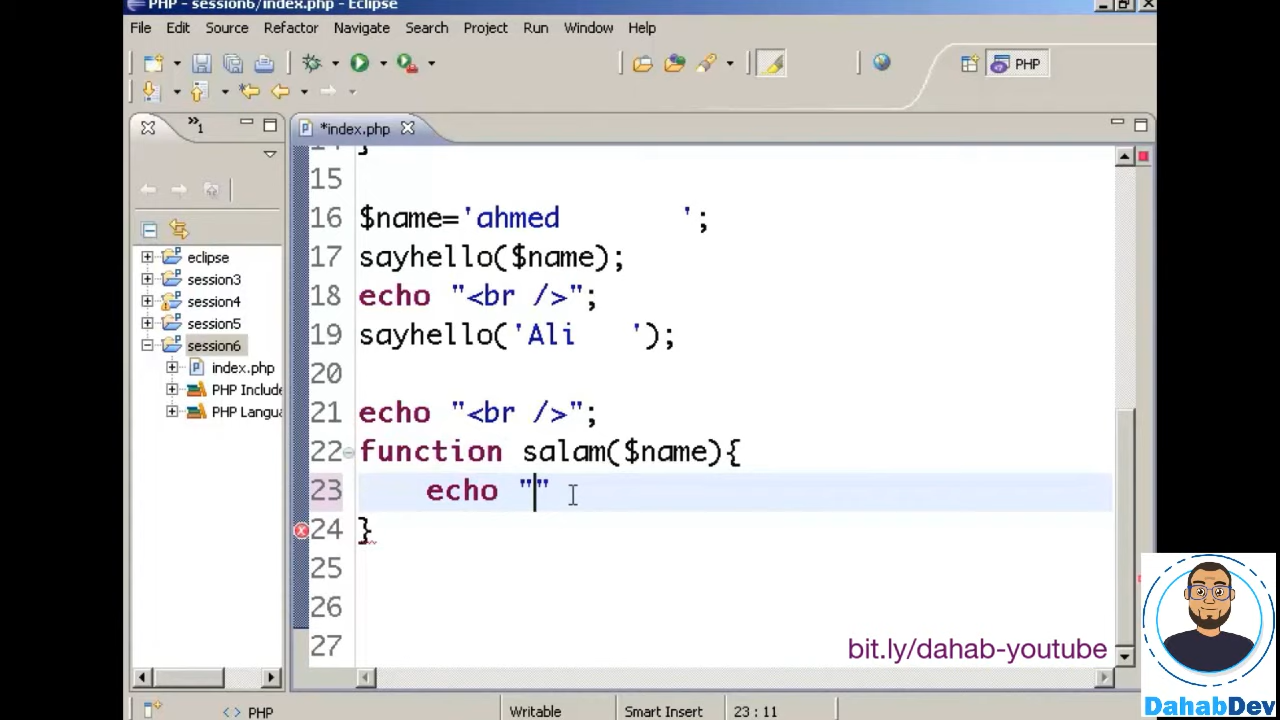 PHP - session6/index.php - Eclipse
File Edit Source Refactor Navigate Search Project Run Window Help
PHP
1
*index.php
eclipse
session3
session4
session5
session6
index.php
PHP Include
PHP Langua
15
16 $name='ahmed        ';
17 sayhello($name);
18 echo "<br />";
19 sayhello('Ali    ');
20
21 echo "<br />";
22 function salam($name){
23     echo ""
24 }
25
26
27
bit.ly/dahab-youtube
DahabDev
PHP Writable Smart Insert 23 : 11